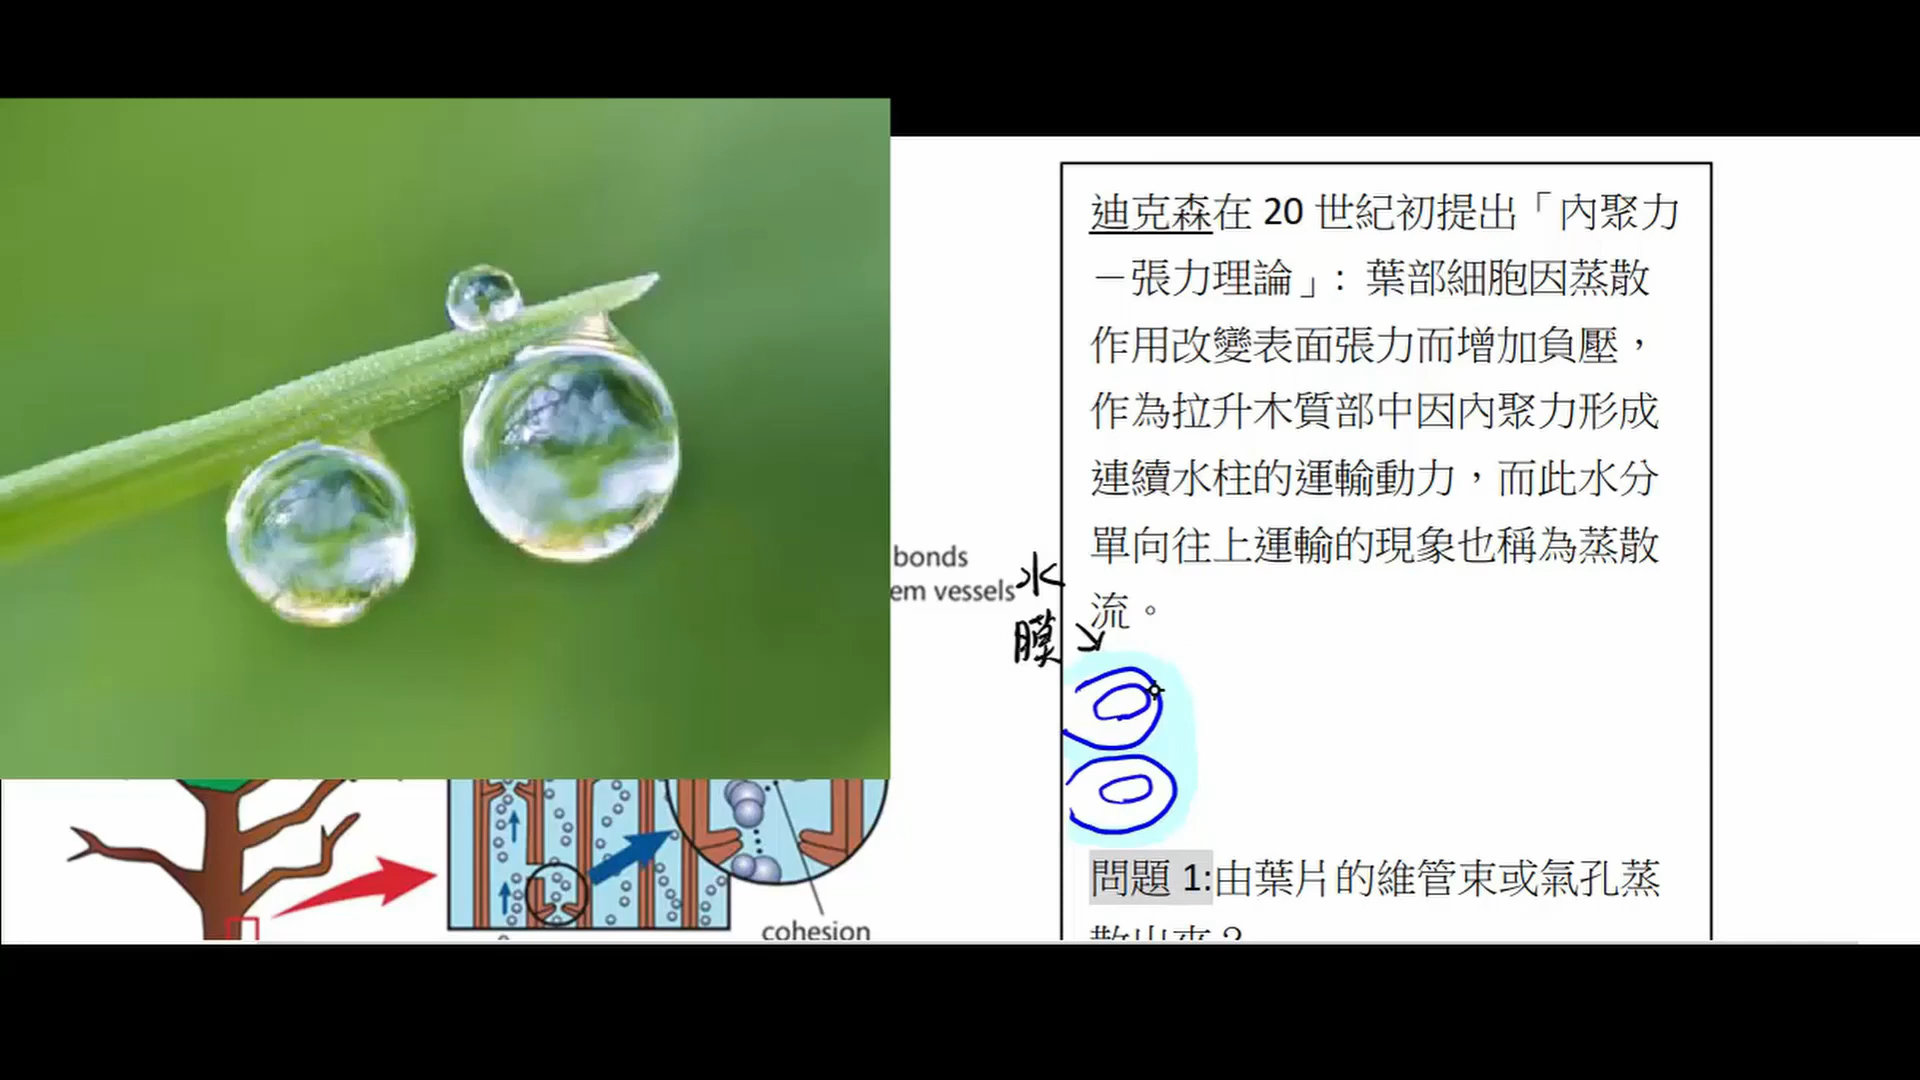 迪克森在 20 世紀初提出「內聚力
－張力理論」: 葉部細胞因蒸散
作用改變表面張力而增加負壓，
作為拉升木質部中因內聚力形成
連續水柱的運輸動力，而此水分
單向往上運輸的現象也稱為蒸散
流。
bonds
em vessels
水
膜
問題 1:由葉片的維管束或氣孔蒸
散出來？
cohesion